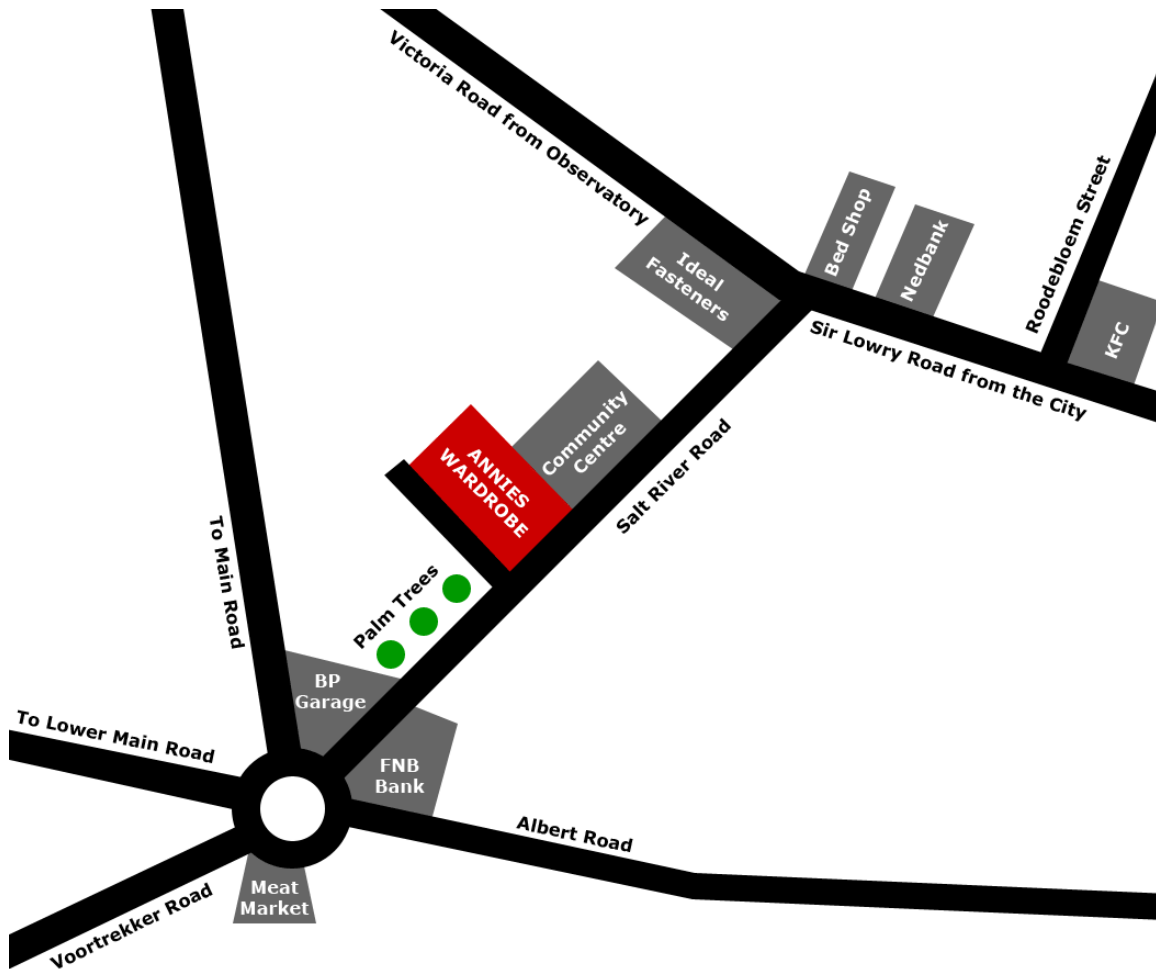 Victoria Road from Observatory
Bed Shop
Nedbank
Roodebloem Street
KFC
Ideal
Fasteners
Sir Lowry Road from the City
Community
Centre
Salt River Road
ANNIES
WARDROBE
To Main Road
Palm Trees
BP
Garage
To Lower Main Road
FNB
Bank
Albert Road
Meat
Market
Voortrekker Road